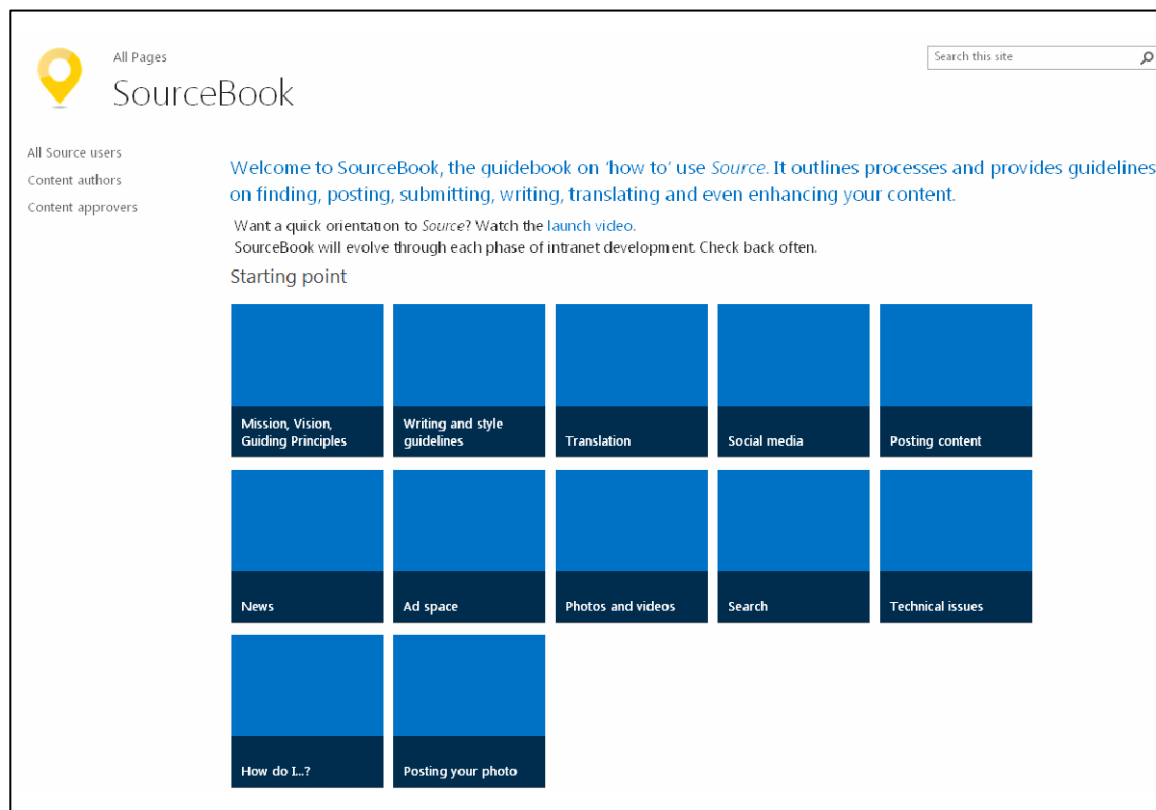 All Pages
Search this site
SourceBook
All Source users
Content authors
Content approvers
Welcome to SourceBook, the guidebook on 'how to' use Source. It outlines processes and provides guidelines
on finding, posting, submitting, writing, translating and even enhancing your content.
Want a quick orientation to Source? Watch the launch video.
SourceBook will evolve through each phase of intranet development. Check back often.
Starting point
Mission, Vision,
Guiding Principles
Writing and style
guidelines
Translation
Social media
Posting content
News
Ad space
Photos and videos
Search
Technical issues
How do I...?
Posting your photo